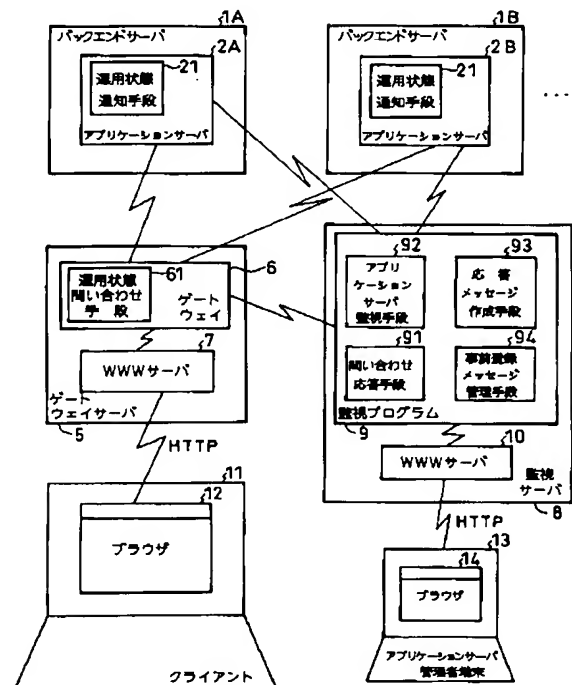 1A
バックエンドサーバ
2A
21
運用状態
通知手段
アプリケーションサーバ
1B
バックエンドサーバ
2B
21
運用状態
通知手段
アプリケーションサーバ
...
61
運用状態
問い合わせ
手段
6
ゲート
ウェイ
7
WWWサーバ
ゲート
ウェイサーバ
5
HTTP
92
アプリ
ケーション
サーバ
監視手段
93
応答
メッセージ
作成手段
91
問い合わせ
応答手段
94
事前登録
メッセージ
管理手段
監視プログラム
9
10
WWWサーバ
監視
サーバ
8
HTTP
11
12
ブラウザ
クライアント
13
14
ブラウザ
アプリケーションサーバ
管理者端末